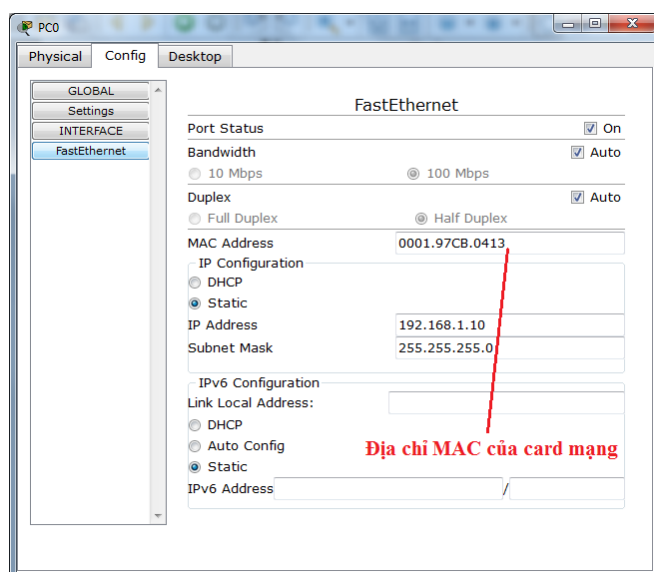 PC0
Physical Config Desktop
GLOBAL
Settings
INTERFACE
FastEthernet
FastEthernet
Port Status On
Bandwidth Auto
10 Mbps 100 Mbps
Duplex Auto
Full Duplex Half Duplex
MAC Address 0001.97CB.0413
IP Configuration
DHCP
Static
IP Address 192.168.1.10
Subnet Mask 255.255.255.0
IPv6 Configuration
Link Local Address:
DHCP
Auto Config
Địa chỉ MAC của card mạng
Static
IPv6 Address /